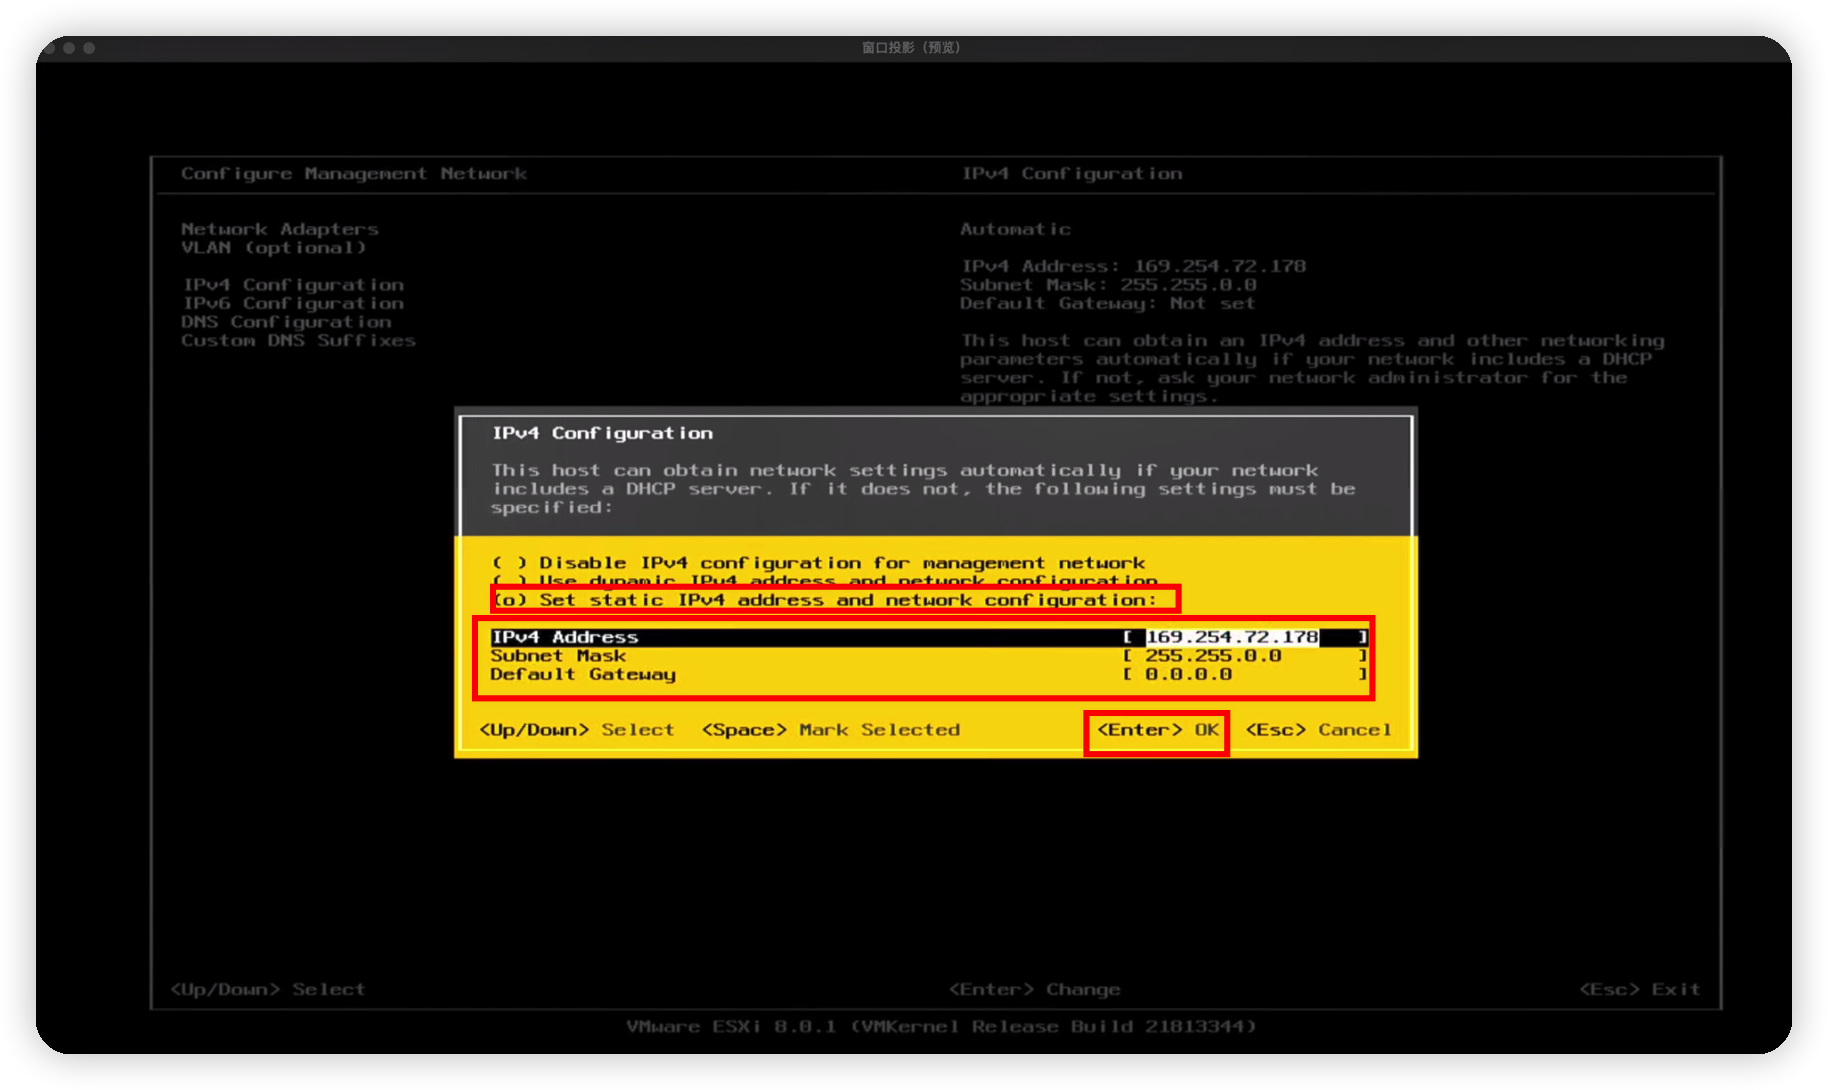 窗口投影（预览）
Configure Management Network
IPv4 Configuration
Network Adapters
VLAN (optional)
IPv4 Configuration
IPv6 Configuration
DNS Configuration
Custom DNS Suffixes
Automatic
IPv4 Address: 169.254.72.178
Subnet Mask: 255.255.0.0
Default Gateway: Not set
This host can obtain an IPv4 address and other networking
parameters automatically if your network includes a DHCP
server. If not, ask your network administrator for the
appropriate settings.
IPv4 Configuration
This host can obtain network settings automatically if your network
includes a DHCP server. If it does not, the following settings must be
specified:
( ) Disable IPv4 configuration for management network
( ) Use dynamic IPv4 address and network configuration
(o) Set static IPv4 address and network configuration:
IPv4 Address [ 169.254.72.178 ]
Subnet Mask [ 255.255.0.0 ]
Default Gateway [ 0.0.0.0 ]
<Up/Down> Select <Space> Mark Selected <Enter> OK <Esc> Cancel
<Up/Down> Select <Enter> Change <Esc> Exit
VMware ESXi 8.0.1 (VMKernel Release Build 21813344)